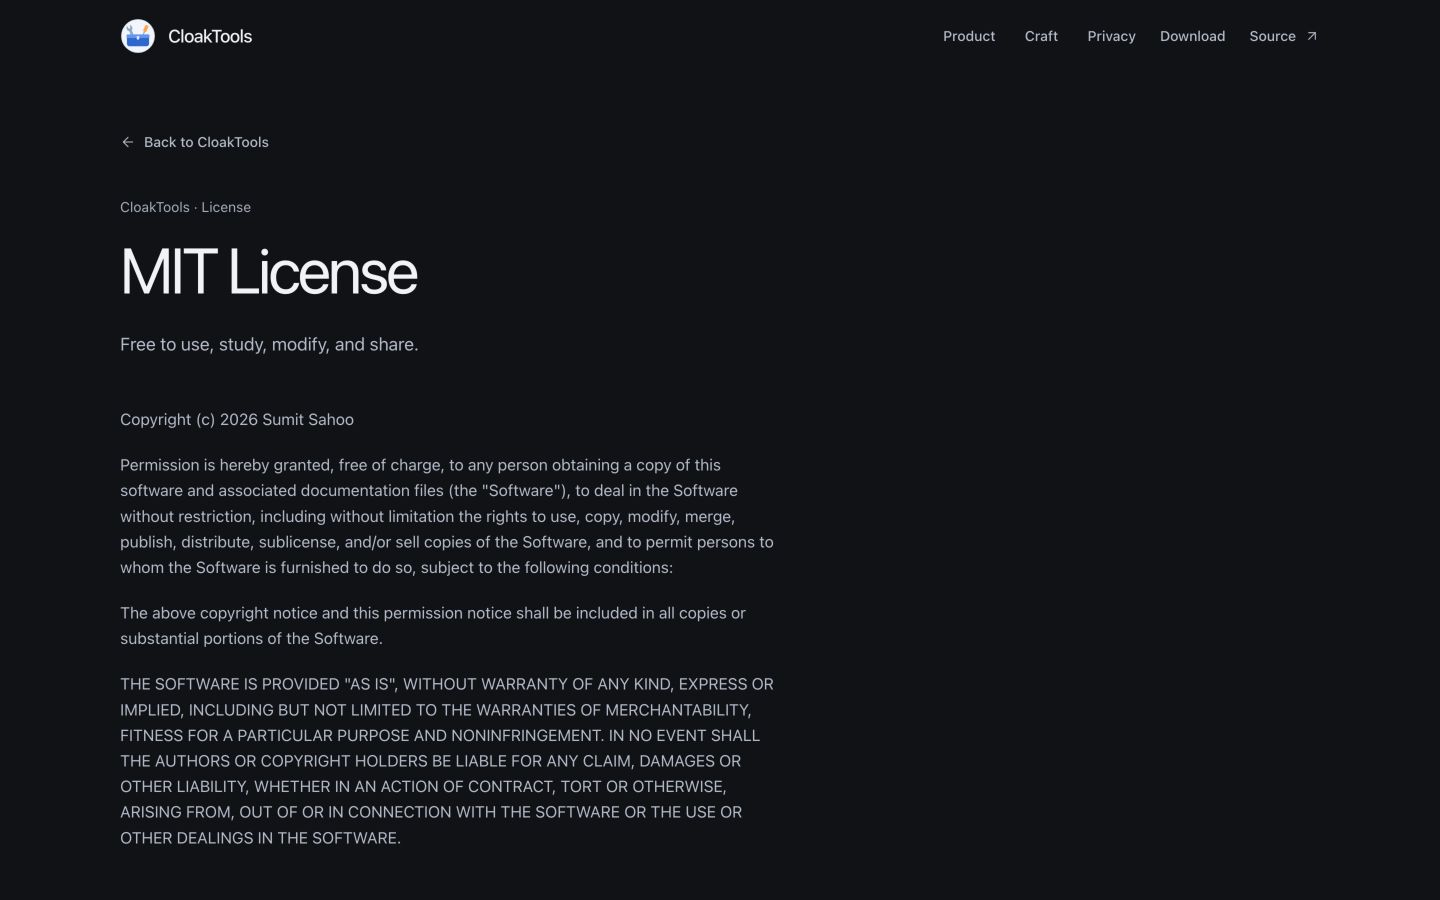 CloakTools
Product
Craft
Privacy
Download
Source
Back to CloakTools
CloakTools · License
MIT License
Free to use, study, modify, and share.
Copyright (c) 2026 Sumit Sahoo
Permission is hereby granted, free of charge, to any person obtaining a copy of this
software and associated documentation files (the "Software"), to deal in the Software
without restriction, including without limitation the rights to use, copy, modify, merge,
publish, distribute, sublicense, and/or sell copies of the Software, and to permit persons to
whom the Software is furnished to do so, subject to the following conditions:
The above copyright notice and this permission notice shall be included in all copies or
substantial portions of the Software.
THE SOFTWARE IS PROVIDED "AS IS", WITHOUT WARRANTY OF ANY KIND, EXPRESS OR
IMPLIED, INCLUDING BUT NOT LIMITED TO THE WARRANTIES OF MERCHANTABILITY,
FITNESS FOR A PARTICULAR PURPOSE AND NONINFRINGEMENT. IN NO EVENT SHALL
THE AUTHORS OR COPYRIGHT HOLDERS BE LIABLE FOR ANY CLAIM, DAMAGES OR
OTHER LIABILITY, WHETHER IN AN ACTION OF CONTRACT, TORT OR OTHERWISE,
ARISING FROM, OUT OF OR IN CONNECTION WITH THE SOFTWARE OR THE USE OR
OTHER DEALINGS IN THE SOFTWARE.